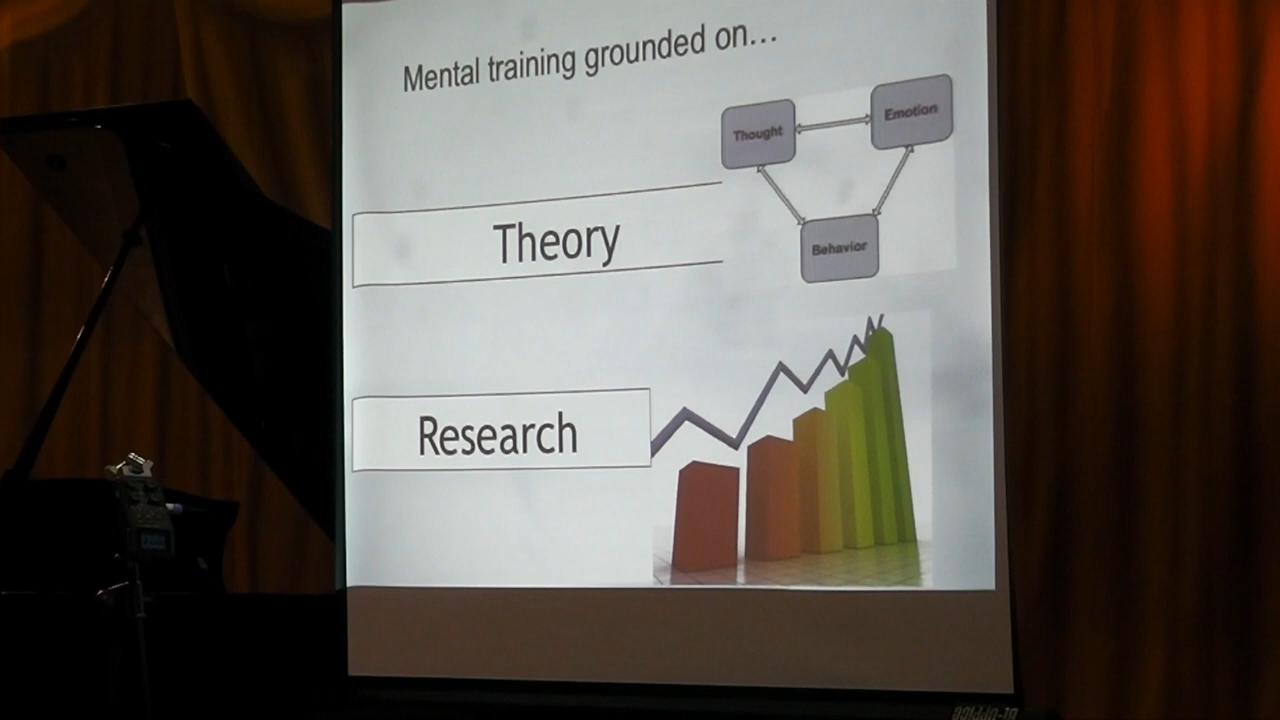 Mental training grounded on...
Thought
Emotion
Theory
Behavior
Research